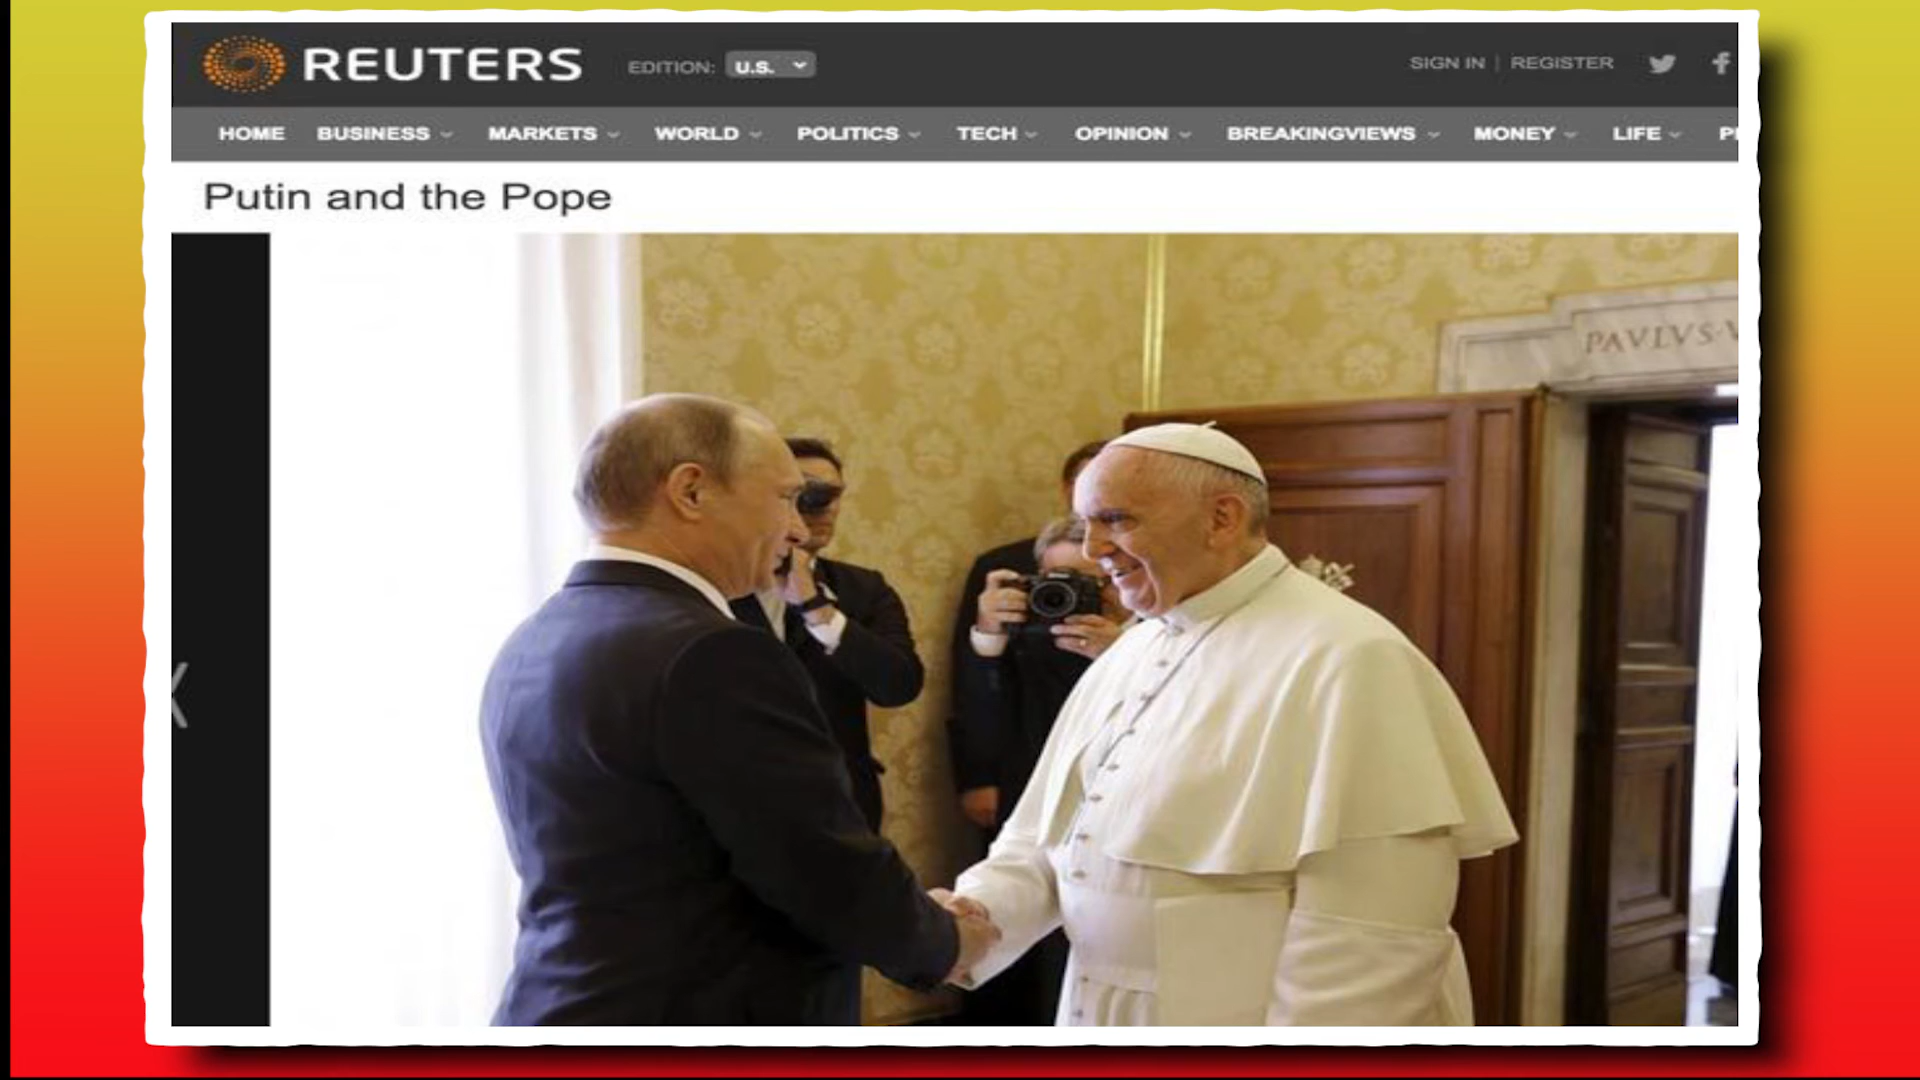 REUTERS EDITION: U.S. SIGN IN | REGISTER
HOME BUSINESS MARKETS WORLD POLITICS TECH OPINION BREAKINGVIEWS MONEY LIFE
Putin and the Pope
PAVLVS·V